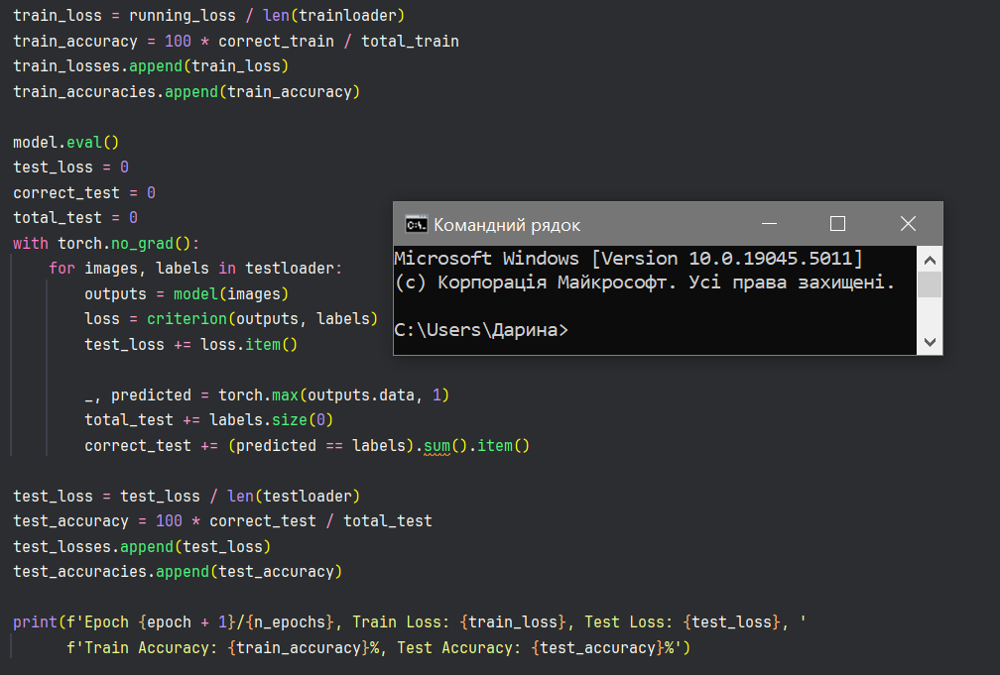 train_loss = running_loss / len(trainloader)
train_accuracy = 100 * correct_train / total_train
train_losses.append(train_loss)
train_accuracies.append(train_accuracy)
model.eval()
test_loss = 0
correct_test = 0
total_test = 0
with torch.no_grad():
    for images, labels in testloader:
        outputs = model(images)
        loss = criterion(outputs, labels)
        test_loss += loss.item()
        _, predicted = torch.max(outputs.data, 1)
        total_test += labels.size(0)
        correct_test += (predicted == labels).sum().item()
test_loss = test_loss / len(testloader)
test_accuracy = 100 * correct_test / total_test
test_losses.append(test_loss)
test_accuracies.append(test_accuracy)
print(f'Epoch {epoch + 1}/{n_epochs}, Train Loss: {train_loss}, Test Loss: {test_loss}, '
      f'Train Accuracy: {train_accuracy}%, Test Accuracy: {test_accuracy}%')
Командний рядок
Microsoft Windows [Version 10.0.19045.5011]
(c) Корпорація Майкрософт. Усі права захищені.
C:\Users\Дарина>